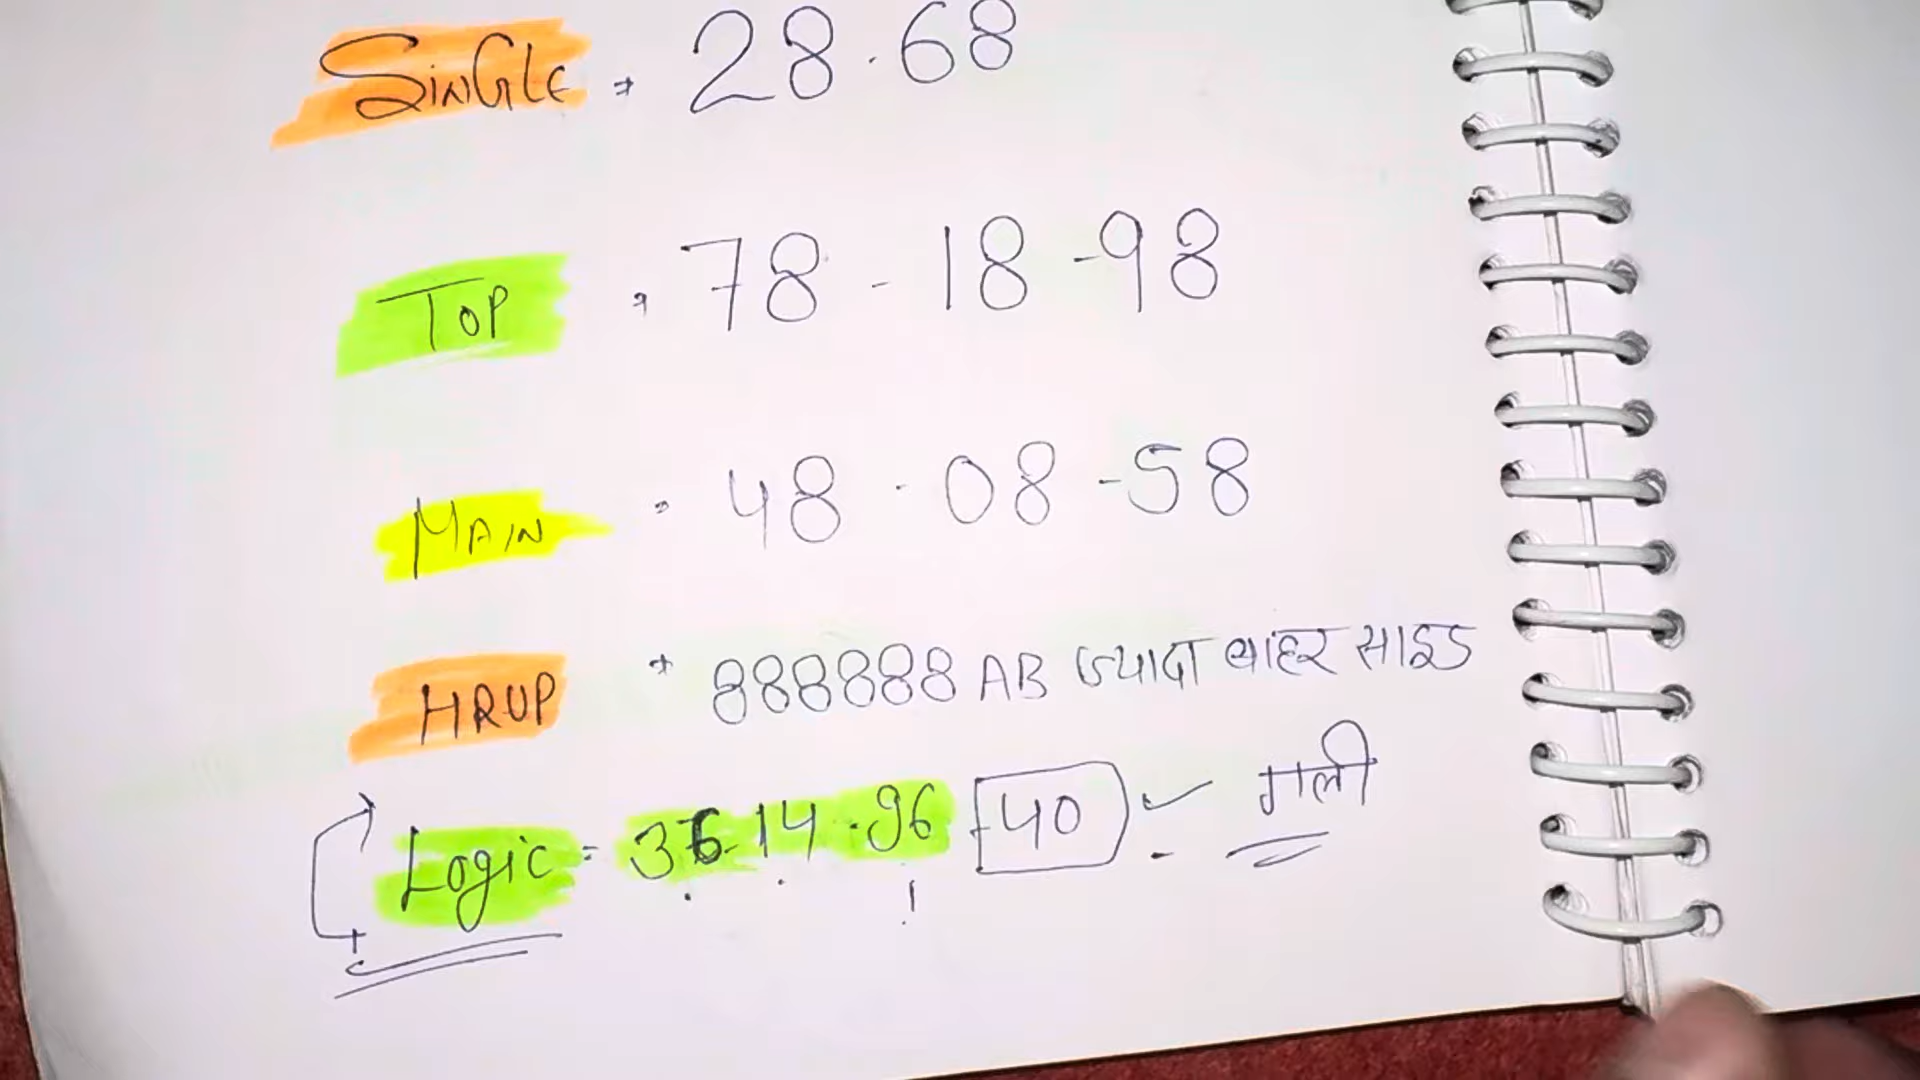 SINGLE = 28.68
TOP = 78 - 18 - 98
MAIN = 48 - 08 - 58
HRUP * 888888 AB ज्यादा बाहर साइड
Logic = 36-14-96 -40 ✓ गली